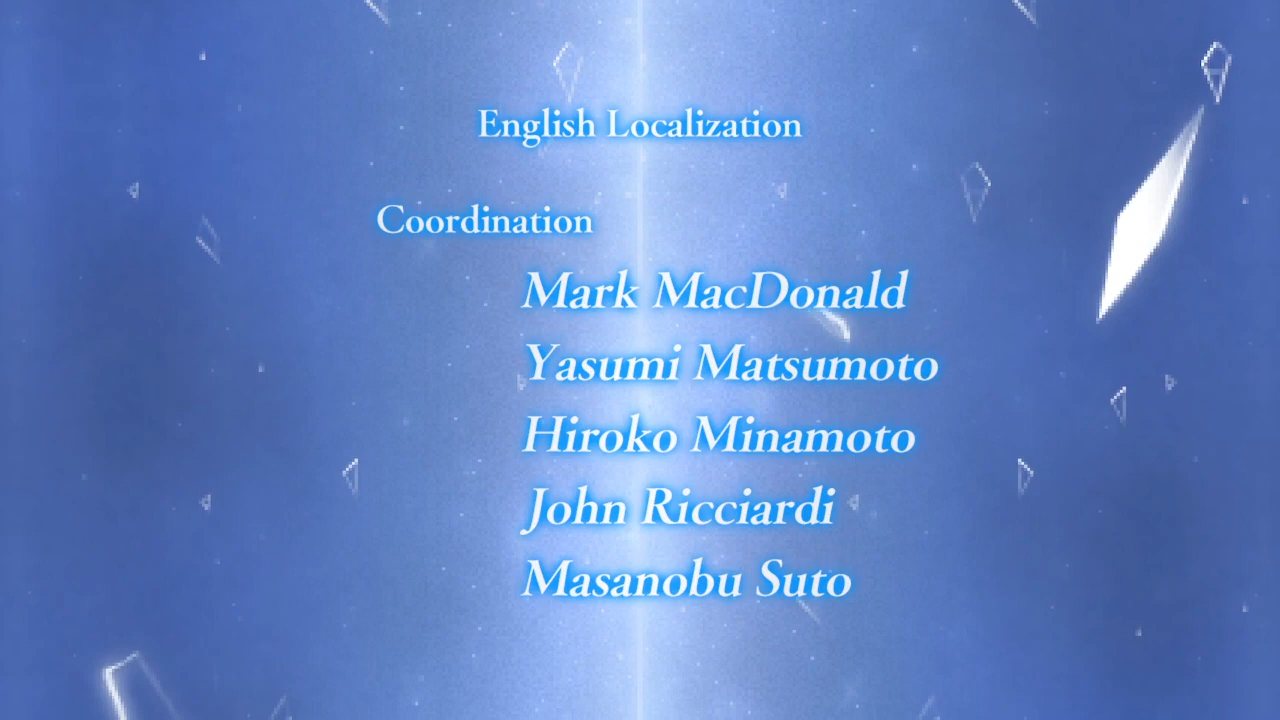 English Localization
Coordination
Mark MacDonald
Yasumi Matsumoto
Hiroko Minamoto
John Ricciardi
Masanobu Suto